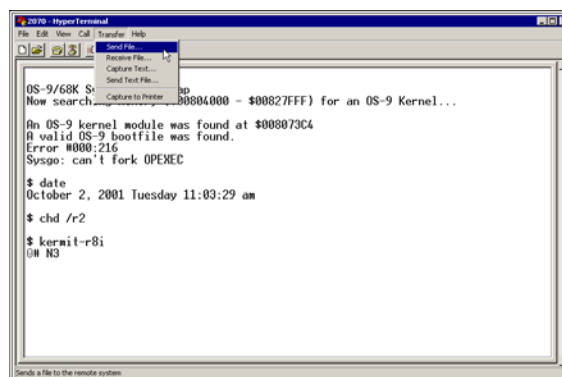 2070 - HyperTerminal
File Edit View Call Transfer Help
Send File...
Receive File...
Capture Text...
Send Text File...
Capture to Printer
OS-9/68K S ap
Now searchi 00804000 - $00827FFF) for an OS-9 Kernel...
An OS-9 kernel module was found at $008073C4
A valid OS-9 bootfile was found.
Error #000:216
Sysgo: can't fork OPEXEC
$ date
October 2, 2001 Tuesday 11:03:29 am
$ chd /r2
$ kermit-r8i
# N3
Sends a file to the remote system